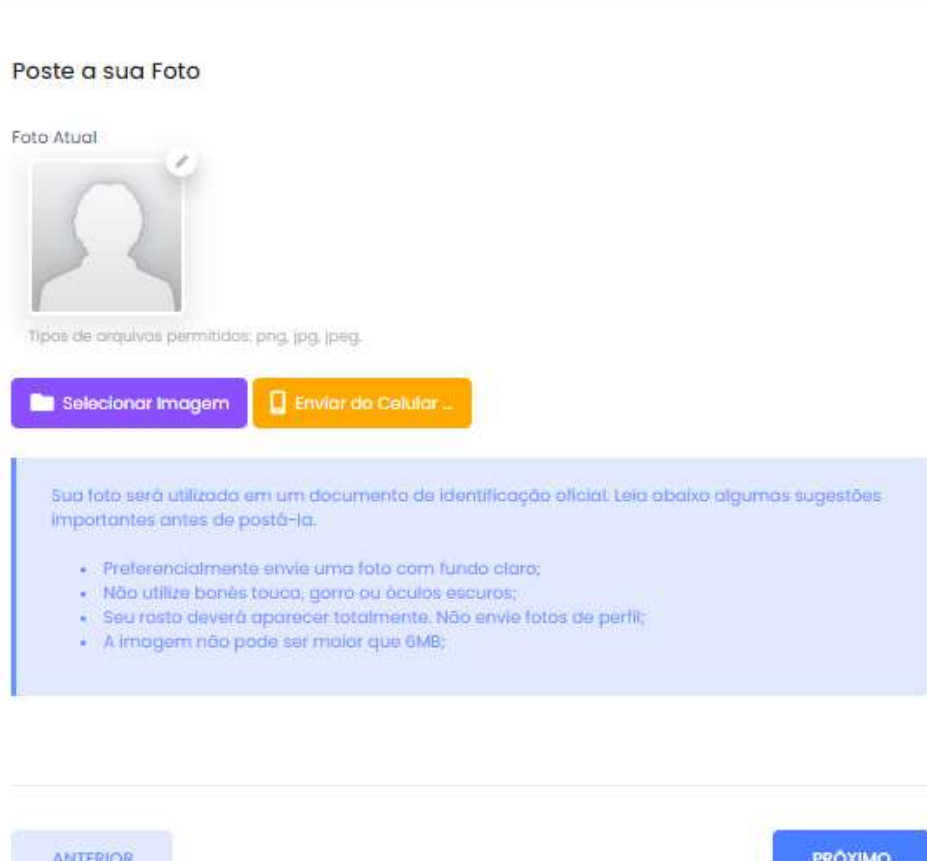 Poste a sua Foto
Foto Atual
Tipos de arquivos permitidos: png, jpg, jpeg.
Selecionar Imagem
Enviar do Celular ...
Sua foto será utilizada em um documento de identificação oficial. Leia abaixo algumas sugestões
importantes antes de postá-la.
• Preferencialmente envie uma foto com fundo claro;
• Não utilize bonés touca, gorro ou óculos escuros;
• Seu rosto deverá aparecer totalmente. Não envie fotos de perfil;
• A imagem não pode ser maior que 6MB;
ANTERIOR
PRÓXIMO